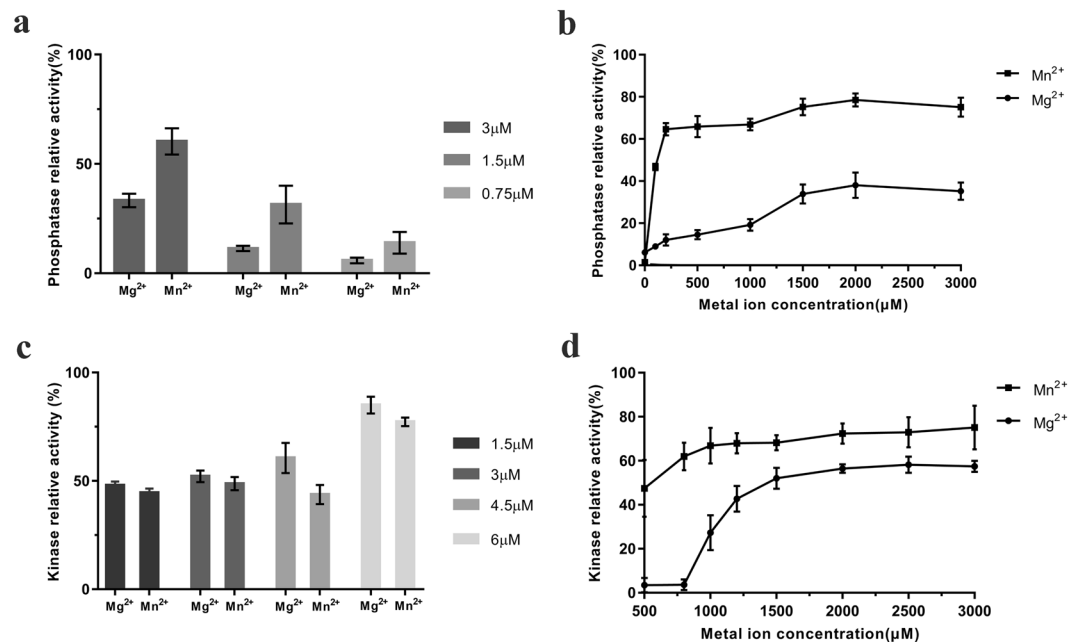 a
Phosphatase relative activity(%)
100
50
0
Mg²⁺ Mn²⁺ Mg²⁺ Mn²⁺ Mg²⁺ Mn²⁺
3μM
1.5μM
0.75μM
b
Phosphatase relative activity(%)
100
80
60
40
20
0
0 500 1000 1500 2000 2500 3000
Metal ion concentration(μM)
Mn²⁺
Mg²⁺
c
Kinase relative activity (%)
100
50
0
Mg²⁺ Mn²⁺ Mg²⁺ Mn²⁺ Mg²⁺ Mn²⁺ Mg²⁺ Mn²⁺
1.5μM
3μM
4.5μM
6μM
d
Kinase relative activity(%)
100
80
60
40
20
0
500 1000 1500 2000 2500 3000
Metal ion concentration(μM)
Mn²⁺
Mg²⁺